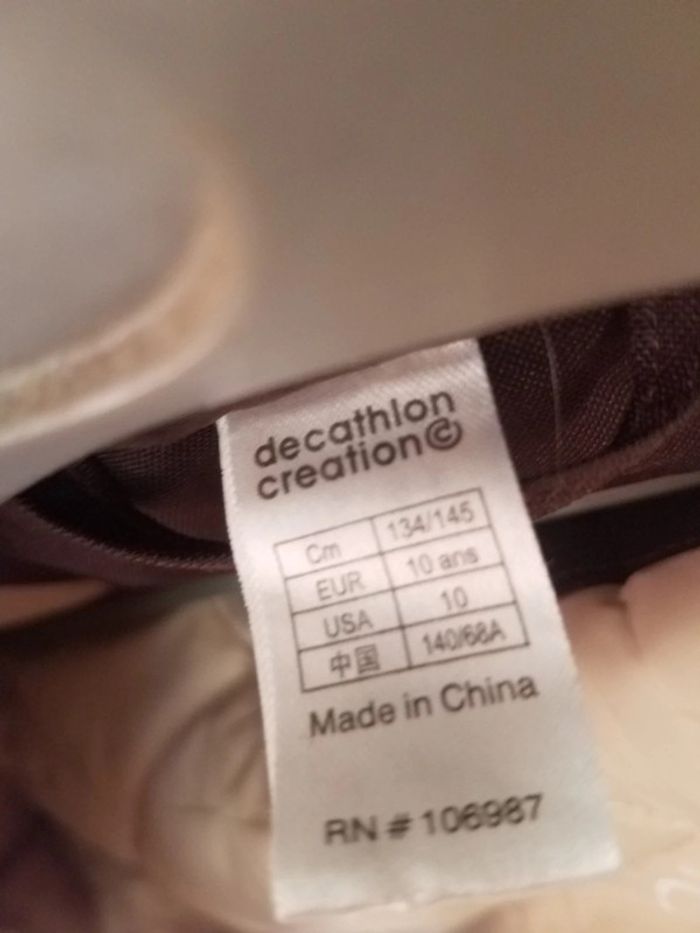 decathlon
creation©
Cm 134/145
EUR 10 ans
USA 10
中国 140/68A
Made in China
RN # 106987